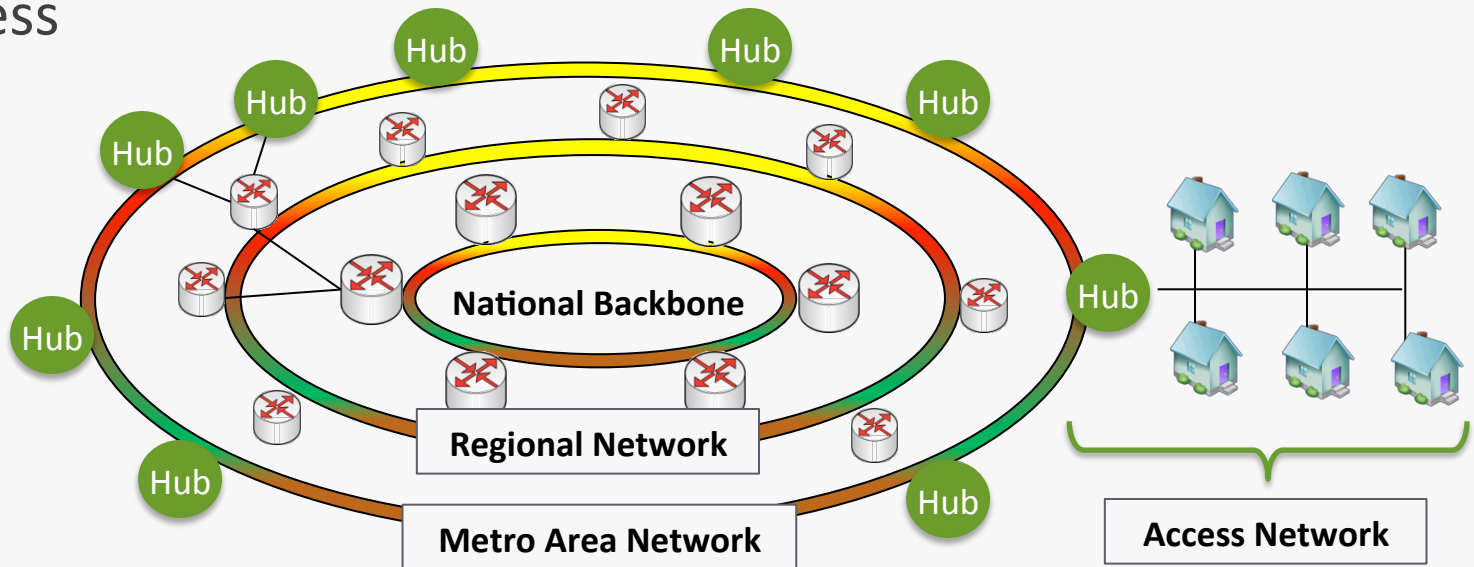 ess
Hub
Hub
Hub
Hub
Hub
Hub
National Backbone
Hub
Regional Network
Hub
Hub
Metro Area Network
Access Network